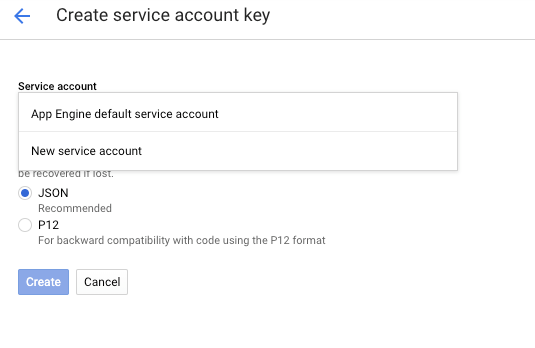 Create service account key
Service account
App Engine default service account
New service account
be recovered if lost.
JSON
Recommended
P12
For backward compatibility with code using the P12 format
Create Cancel